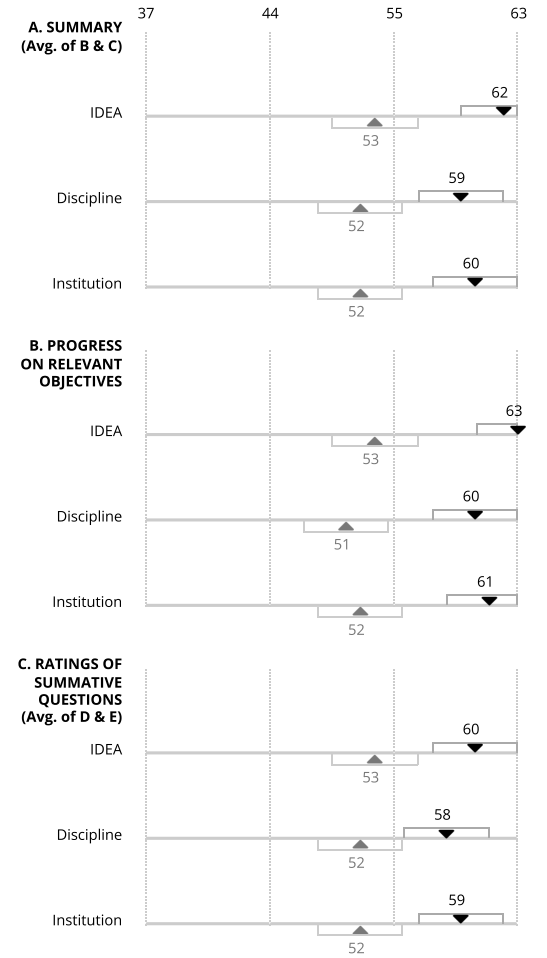 37 44 55 63
A. SUMMARY
(Avg. of B & C)
62
IDEA
53
59
Discipline
52
60
Institution
52
B. PROGRESS
ON RELEVANT
OBJECTIVES
63
IDEA
53
60
Discipline
51
61
Institution
52
C. RATINGS OF
SUMMATIVE
QUESTIONS
(Avg. of D & E)
60
IDEA
53
58
Discipline
52
59
Institution
52